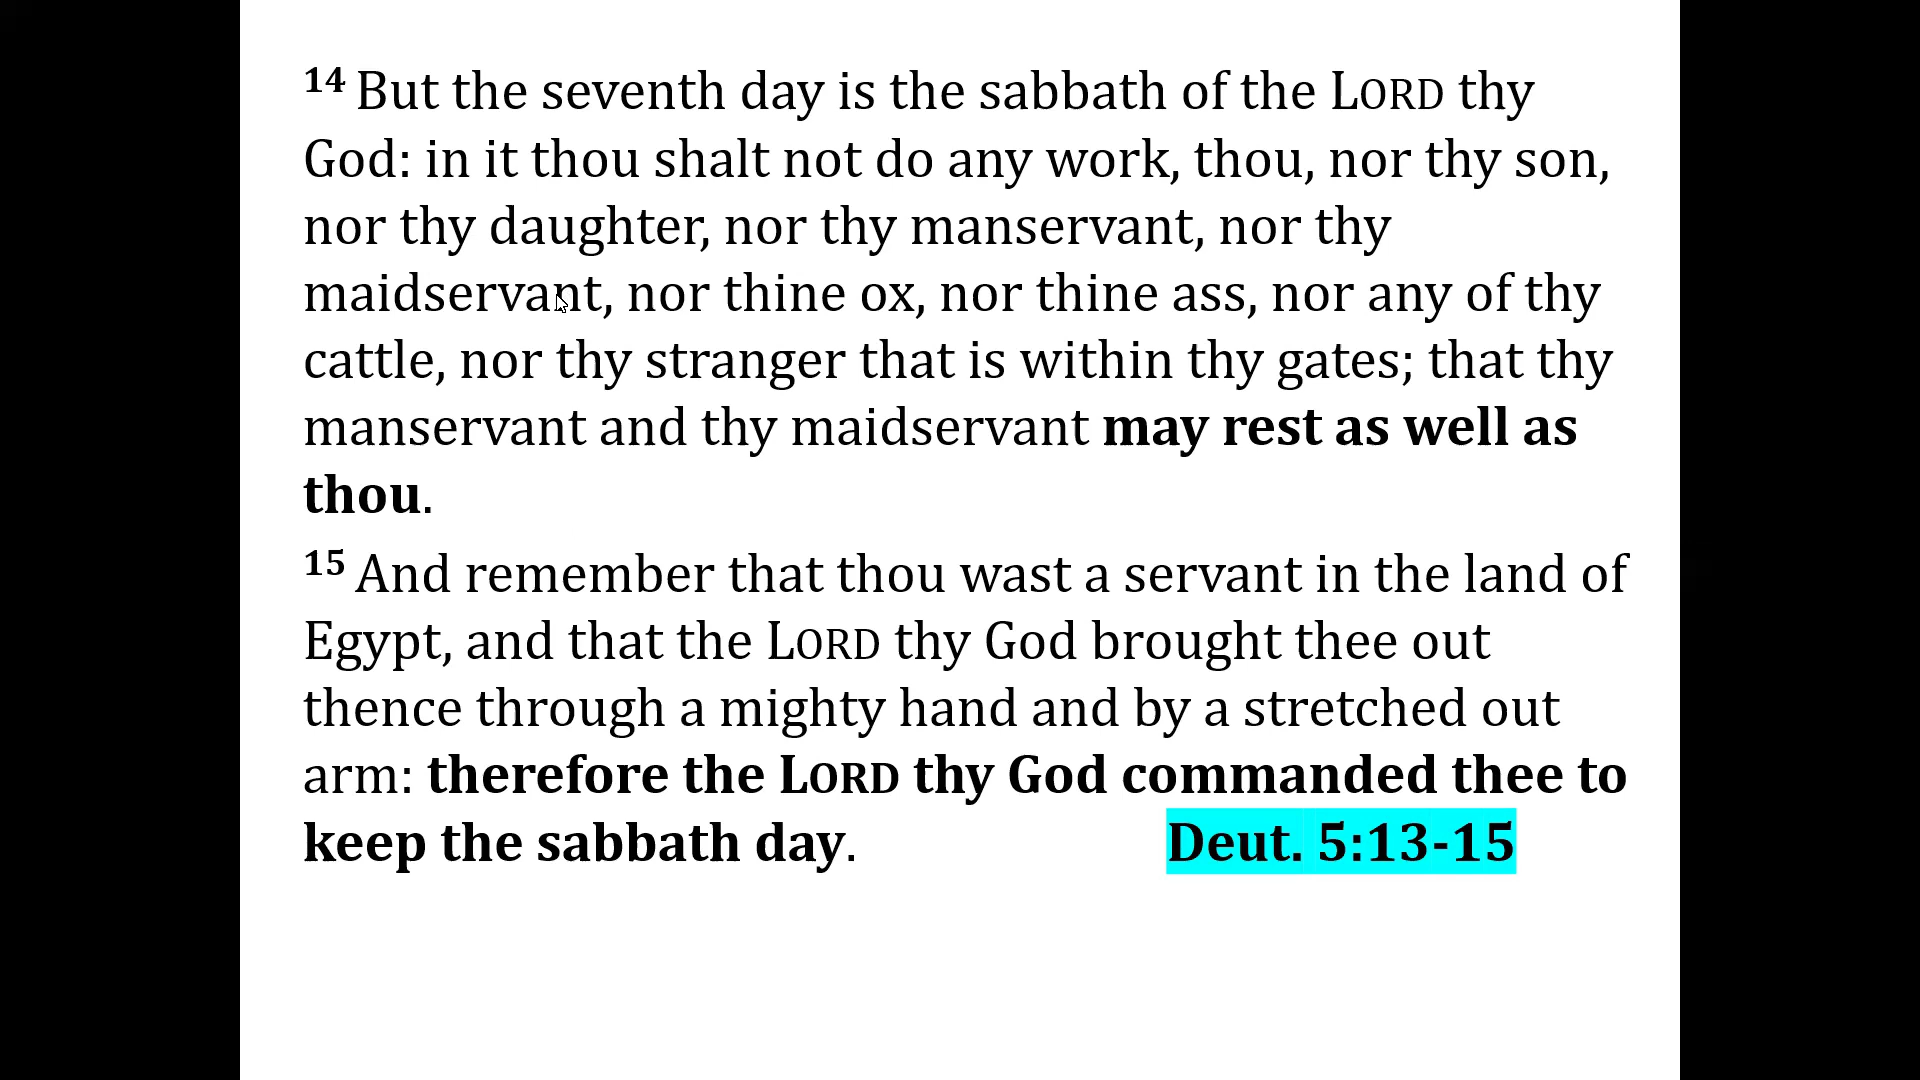 14 But the seventh day is the sabbath of the LORD thy
God: in it thou shalt not do any work, thou, nor thy son,
nor thy daughter, nor thy manservant, nor thy
maidservant, nor thine ox, nor thine ass, nor any of thy
cattle, nor thy stranger that is within thy gates; that thy
manservant and thy maidservant may rest as well as
thou.
15 And remember that thou wast a servant in the land of
Egypt, and that the LORD thy God brought thee out
thence through a mighty hand and by a stretched out
arm: therefore the LORD thy God commanded thee to
keep the sabbath day. Deut. 5:13-15